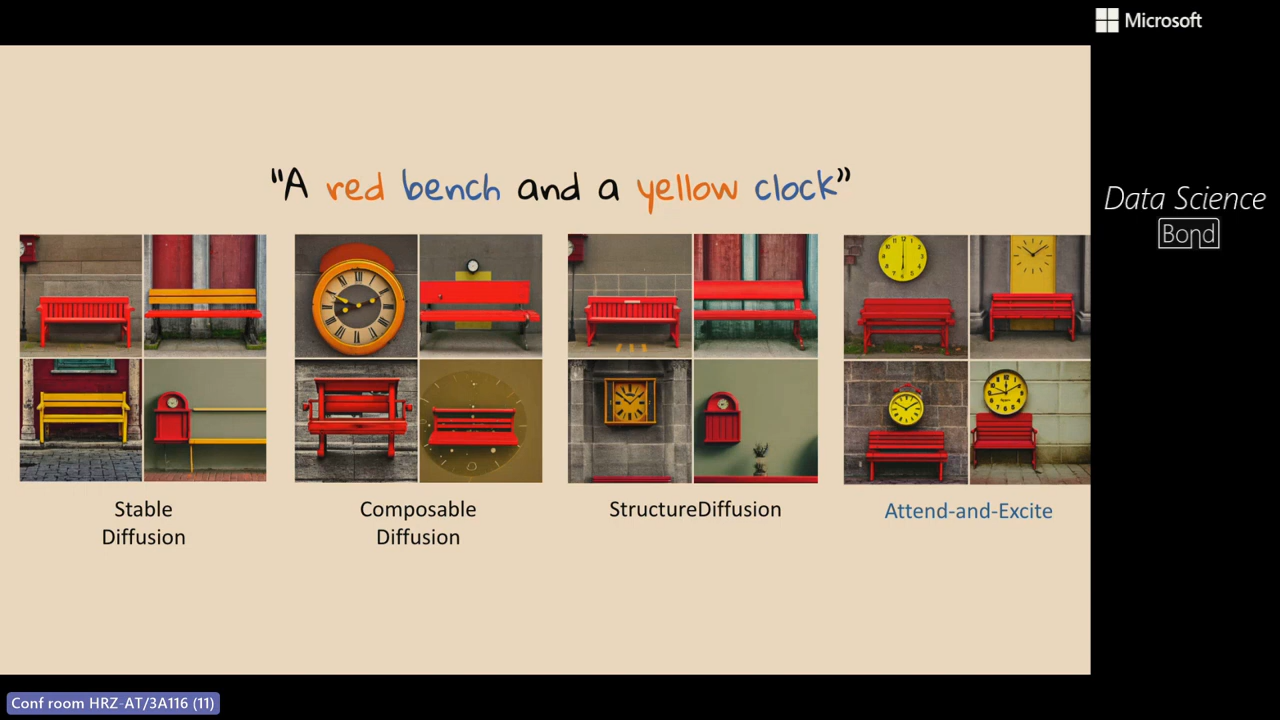 Microsoft
"A red bench and a yellow clock"
Data Science
Bond
Stable
Diffusion
Composable
Diffusion
StructureDiffusion
Attend-and-Excite
Conf room HRZ-AT/3A116 (11)